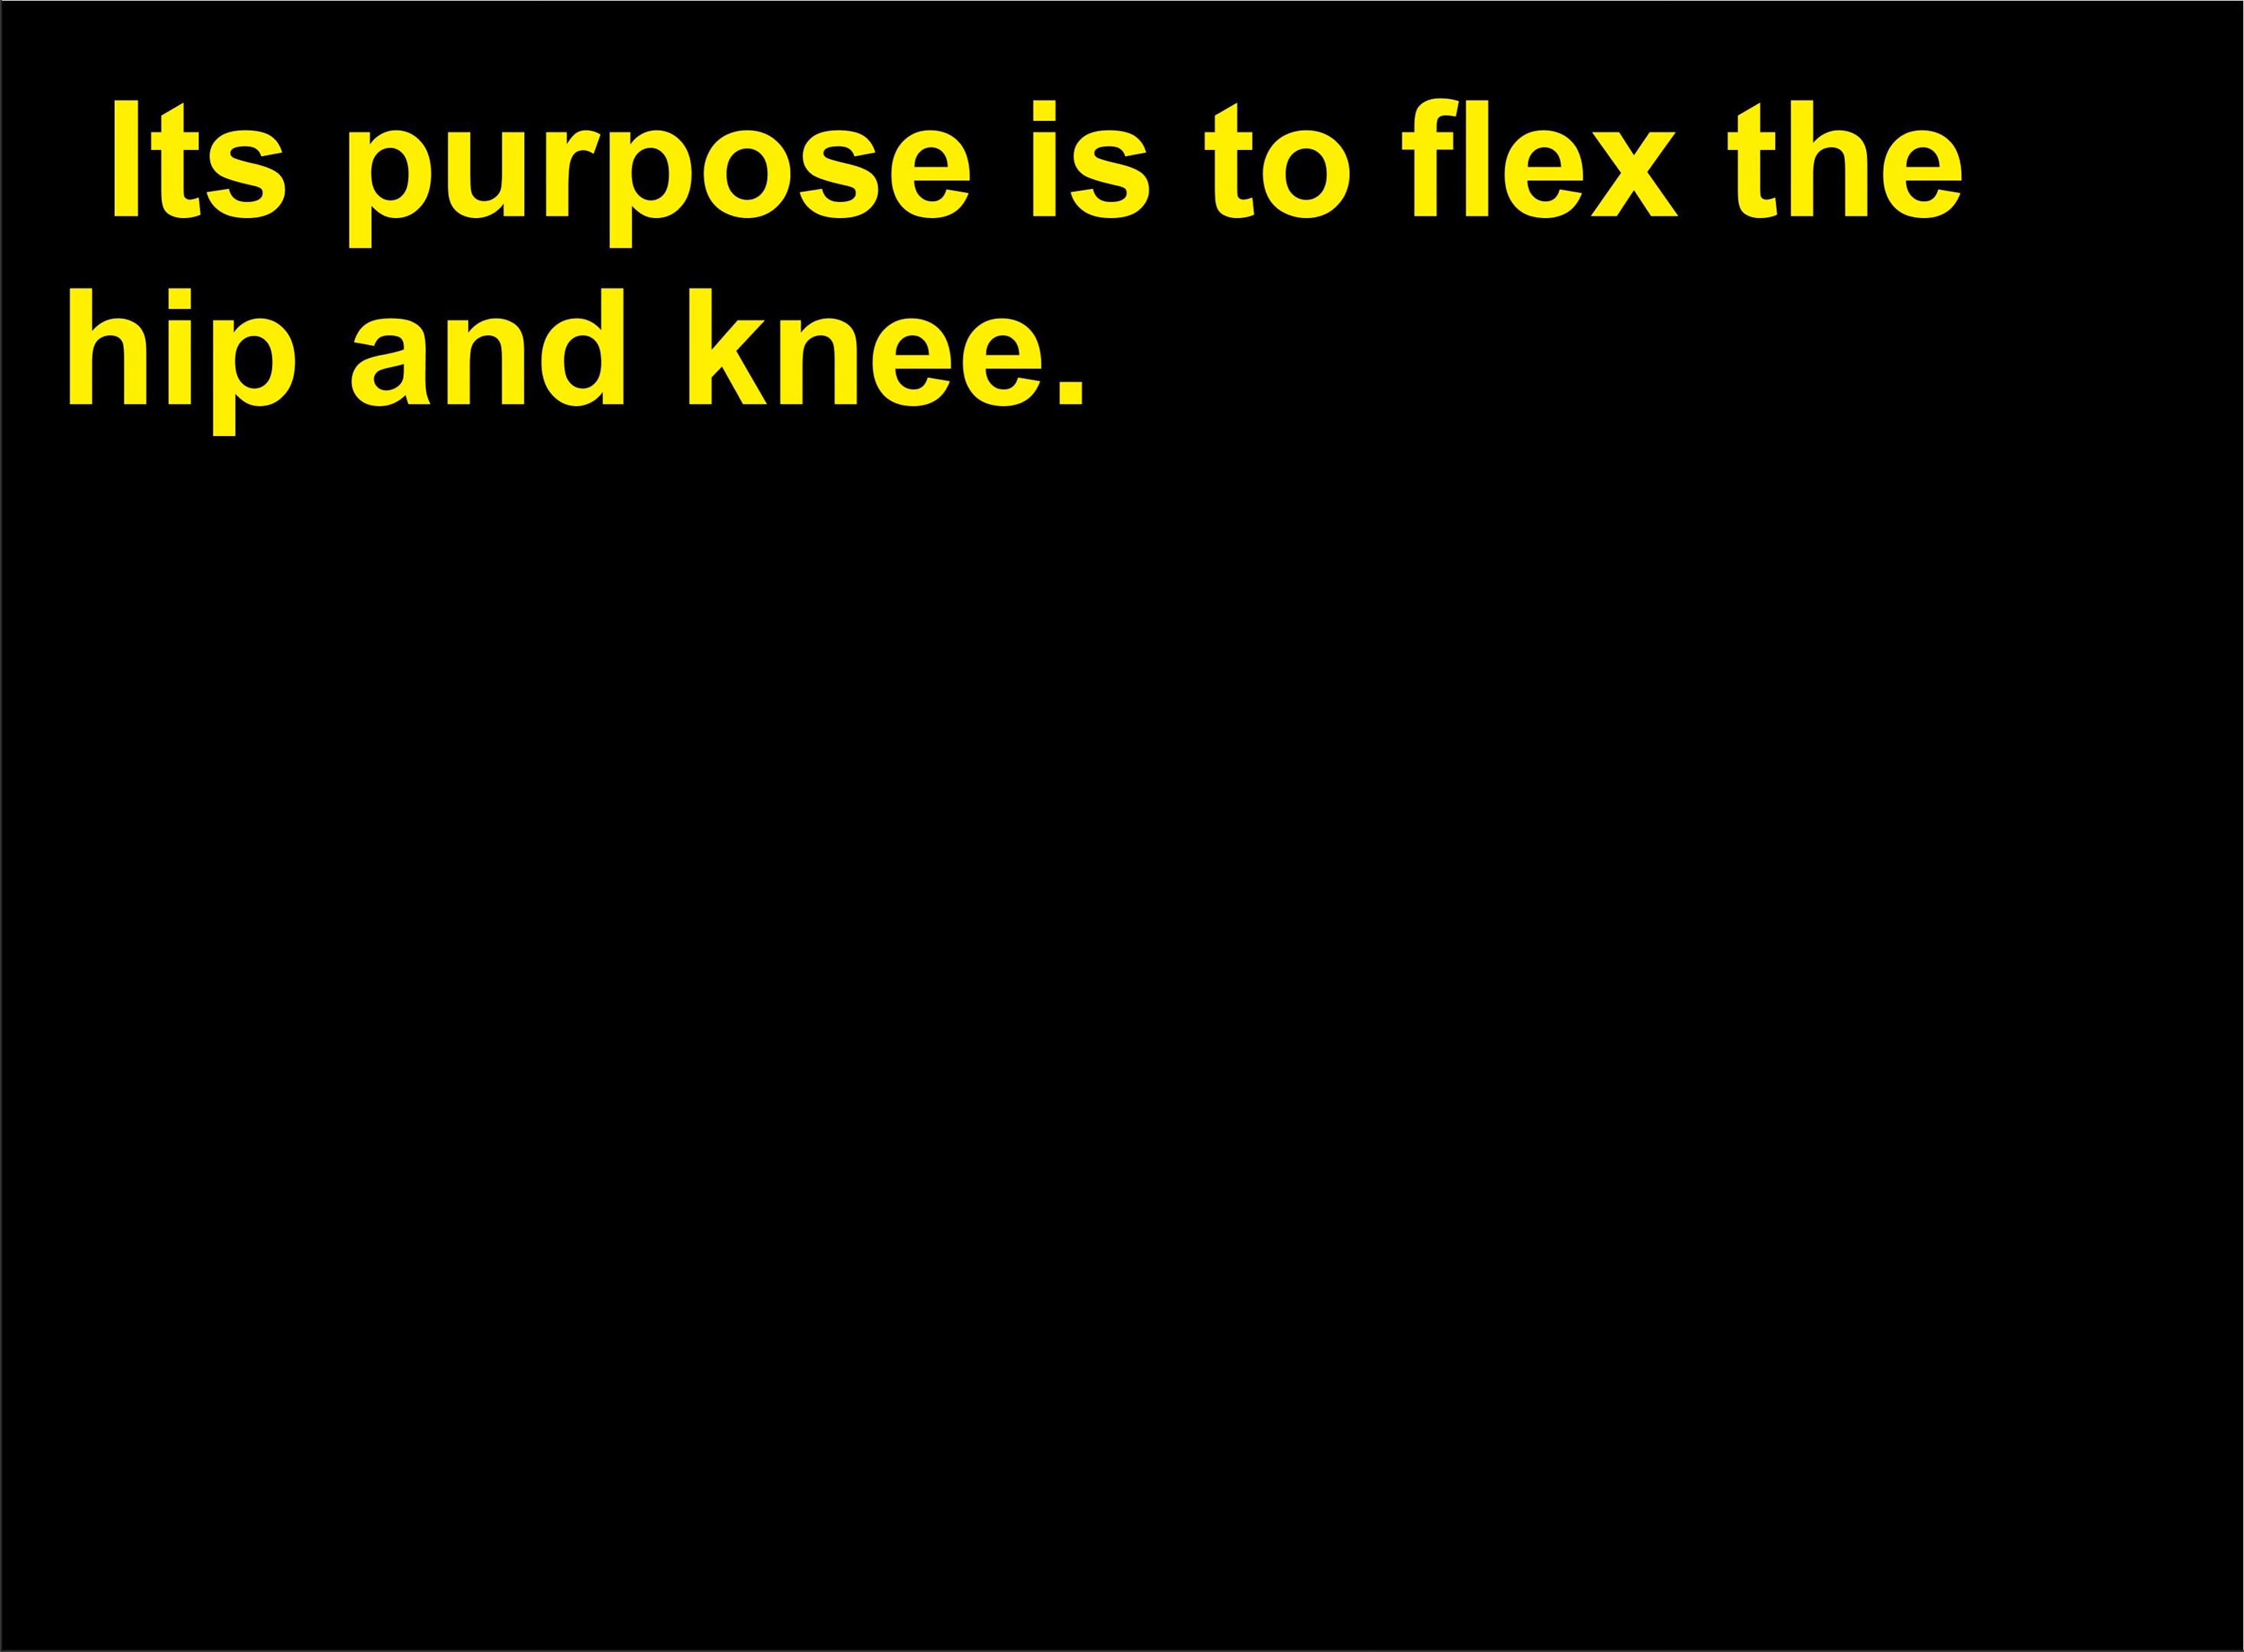 Its purpose is to flex the
hip and knee.